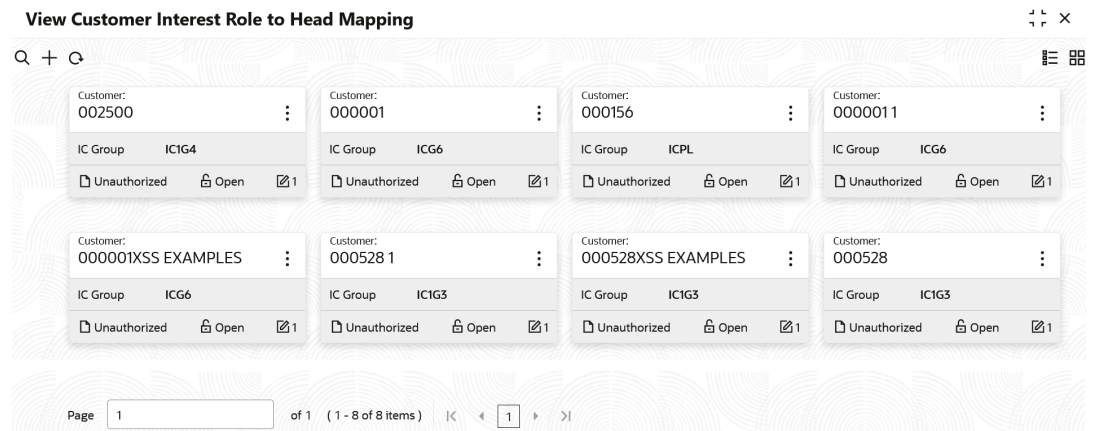 View Customer Interest Role to Head Mapping
Customer: Customer: Customer: Customer:
002500 000001 000156 000001 1
IC Group IC1G4 IC Group ICG6 IC Group ICPL IC Group ICG6
Unauthorized Open 1 Unauthorized Open 1 Unauthorized Open 1 Unauthorized Open 1
Customer: Customer: Customer: Customer:
000001XSS EXAMPLES 000528 1 000528XSS EXAMPLES 000528
IC Group ICG6 IC Group IC1G3 IC Group IC1G3 IC Group IC1G3
Unauthorized Open 1 Unauthorized Open 1 Unauthorized Open 1 Unauthorized Open 1
Page 1 of 1 ( 1 - 8 of 8 items ) 1